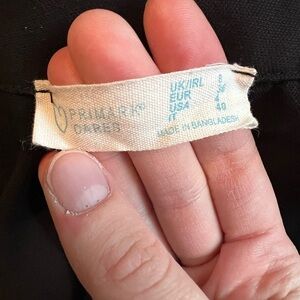 PRIMARK®
CARES
UK/IRL 8
EUR 36
USA 4
IT 40
MADE IN BANGLADESH